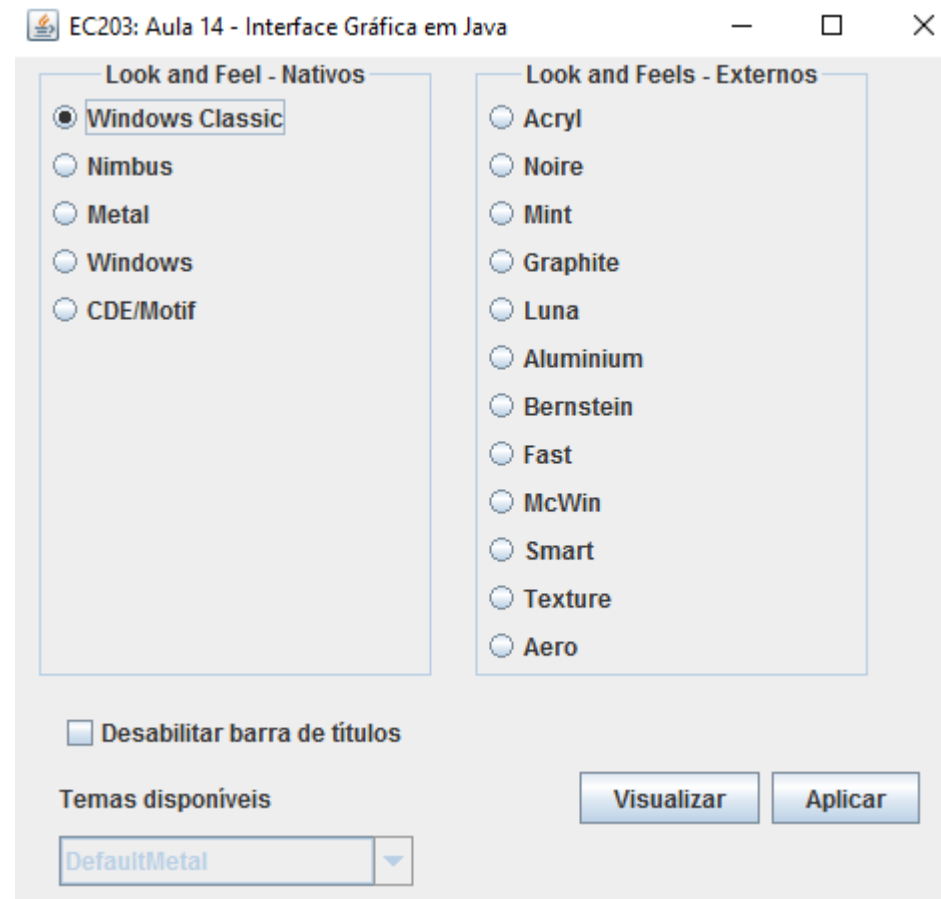 EC203: Aula 14 - Interface Gráfica em Java
Look and Feel - Nativos
Windows Classic
Nimbus
Metal
Windows
CDE/Motif
Look and Feels - Externos
Acryl
Noire
Mint
Graphite
Luna
Aluminium
Bernstein
Fast
McWin
Smart
Texture
Aero
Desabilitar barra de títulos
Temas disponíveis
DefaultMetal
Visualizar
Aplicar